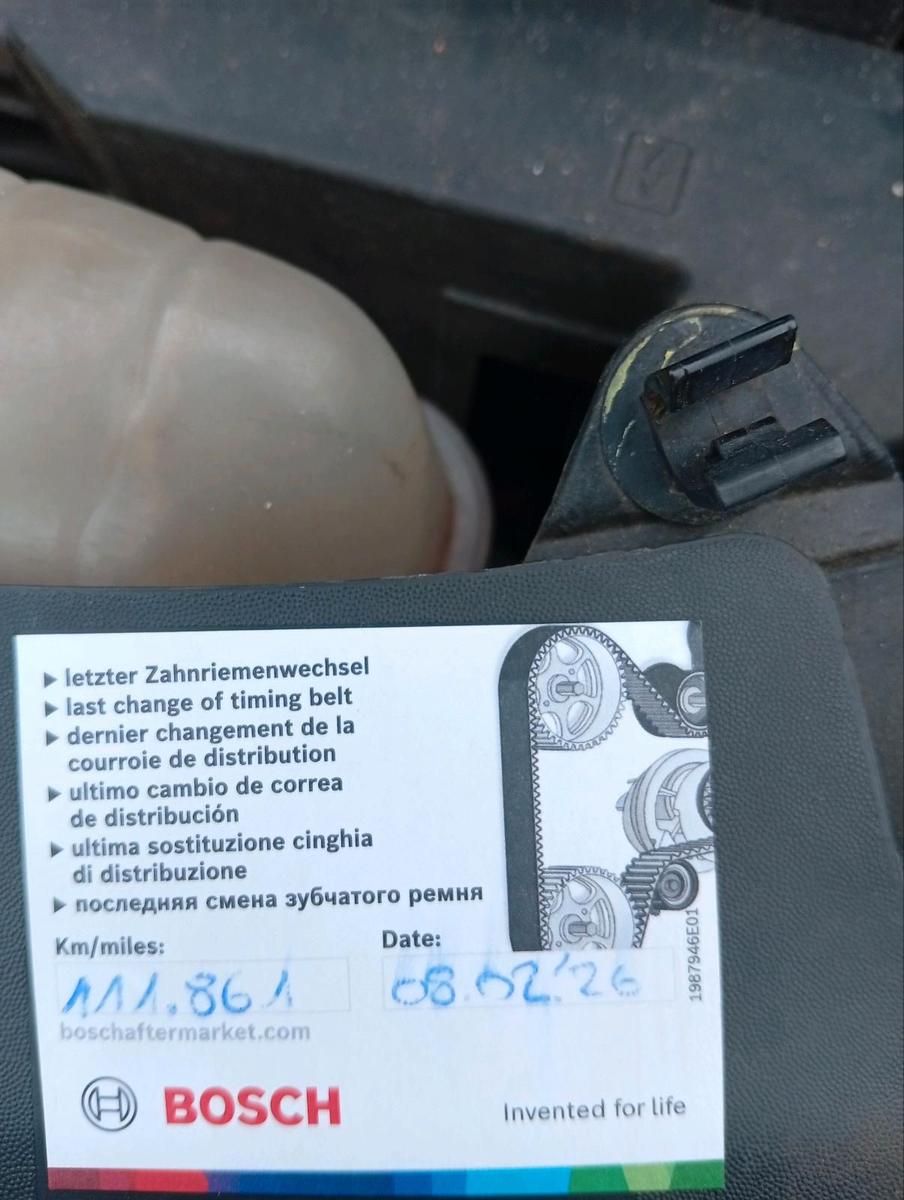 ▸ letzter Zahnriemenwechsel
▸ last change of timing belt
▸ dernier changement de la
courroie de distribution
▸ ultimo cambio de correa
de distribución
▸ ultima sostituzione cinghia
di distribuzione
▸ последняя смена зубчатого ремня
Km/miles:
Date:
111.861
08.02.'26
1987946E01
boschaftermarket.com
BOSCH
Invented for life